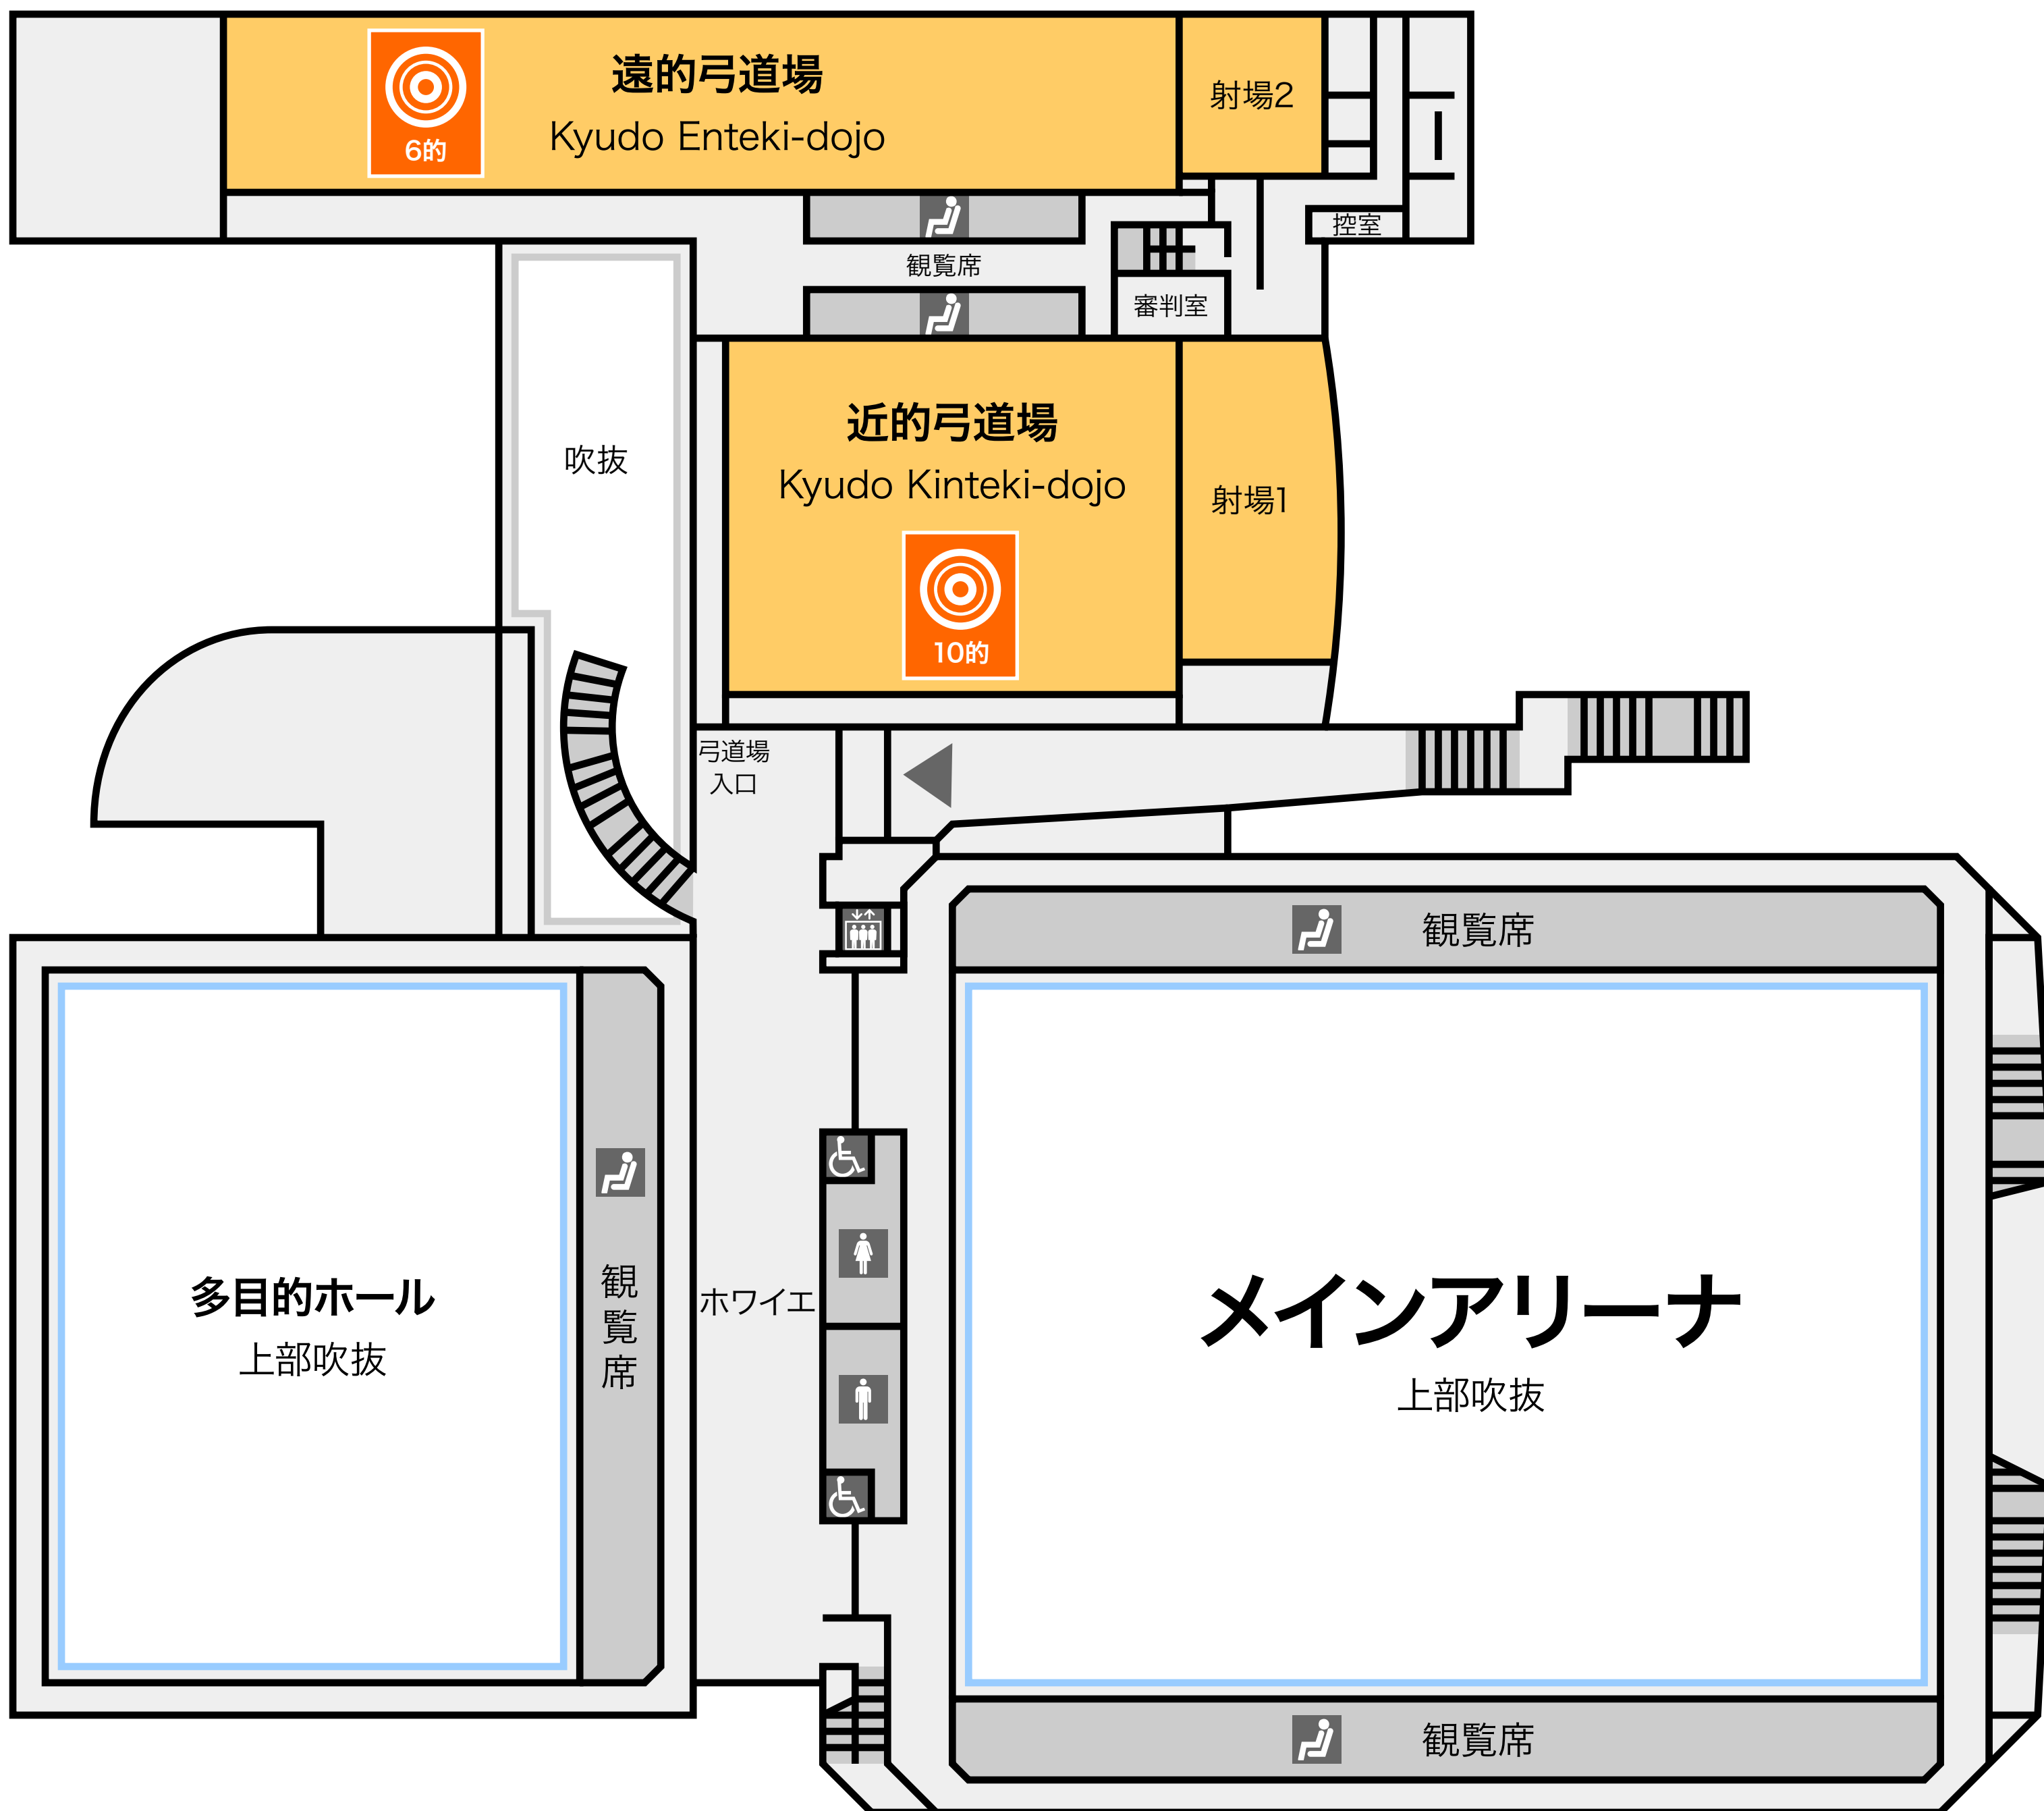 遠的弓道場
Kyudo Enteki-dojo
6的
射場2
控室
観覧席
審判室
近的弓道場
Kyudo Kinteki-dojo
10的
射場1
吹抜
弓道場
入口
観覧席
多目的ホール
上部吹抜
観覧席
ホワイエ
メインアリーナ
上部吹抜
観覧席